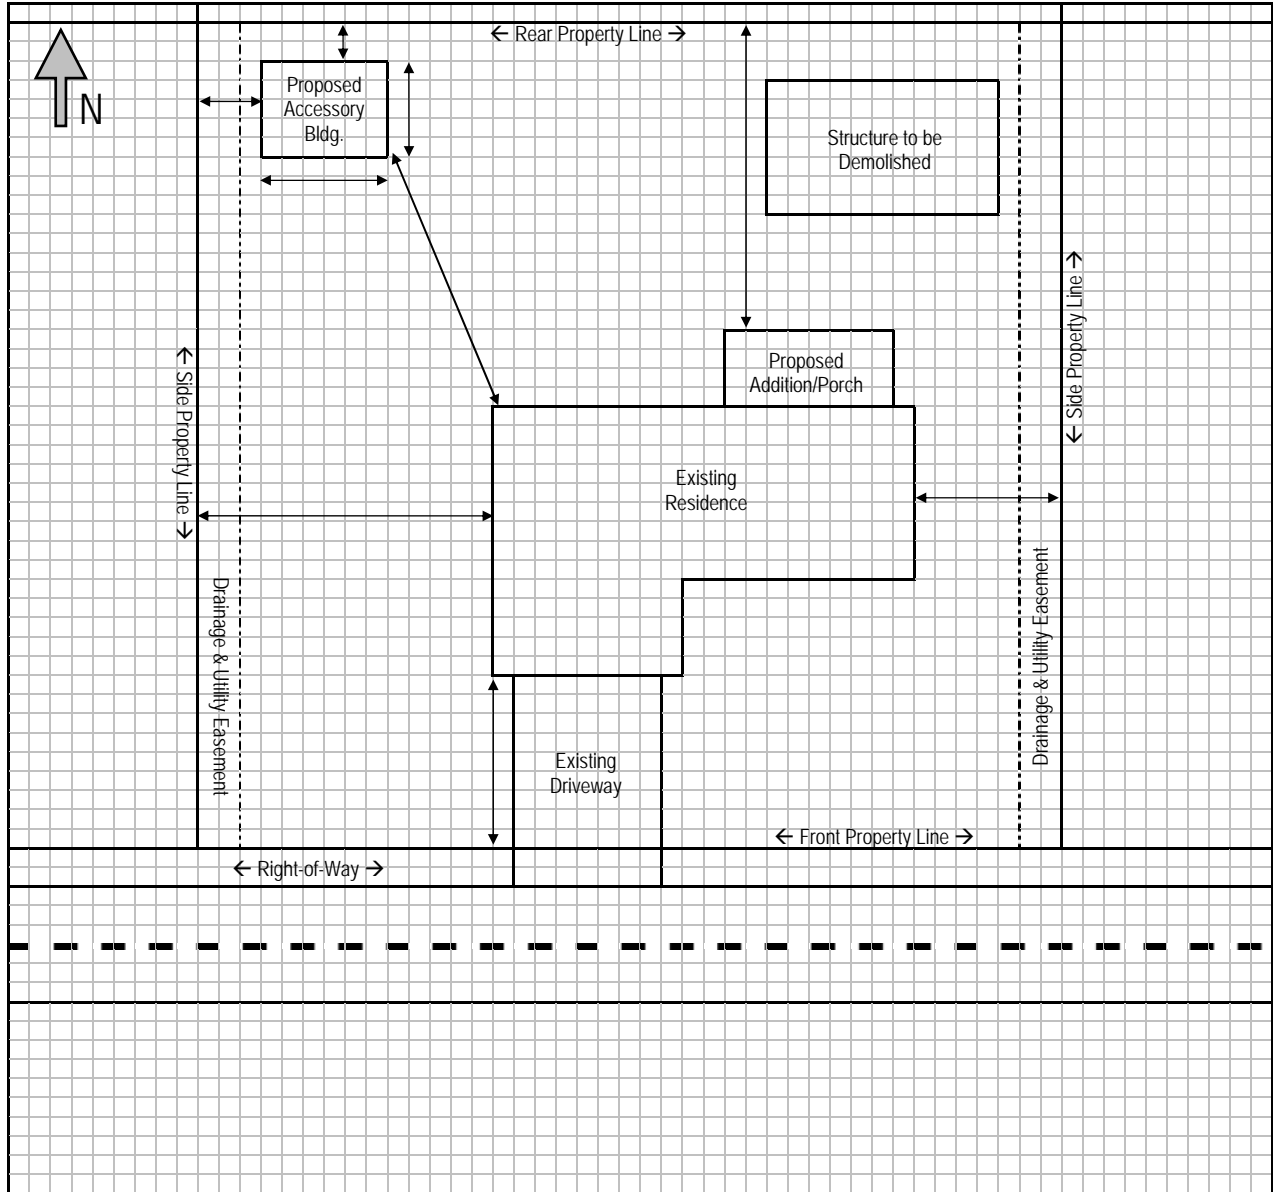 ← Rear Property Line →
N
Proposed
Accessory
Bldg.
Structure to be
Demolished
← Side Property Line →
← Side Property Line →
Proposed
Addition/Porch
Existing
Residence
Drainage & Utility Easement
Drainage & Utility Easement
Existing
Driveway
← Front Property Line →
← Right-of-Way →